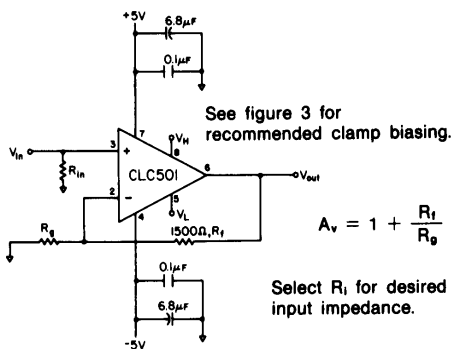 +5V
6.8µF
0.1µF
See figure 3 for
recommended clamp biasing.
7
V_H
8
V_in
3
+
R_in
CLC501
6
V_out
2
−
5
V_L
4
R_g
1500Ω, R_f
A_v = 1 + R_f / R_g
0.1µF
Select R_i for desired
input impedance.
6.8µF
-5V